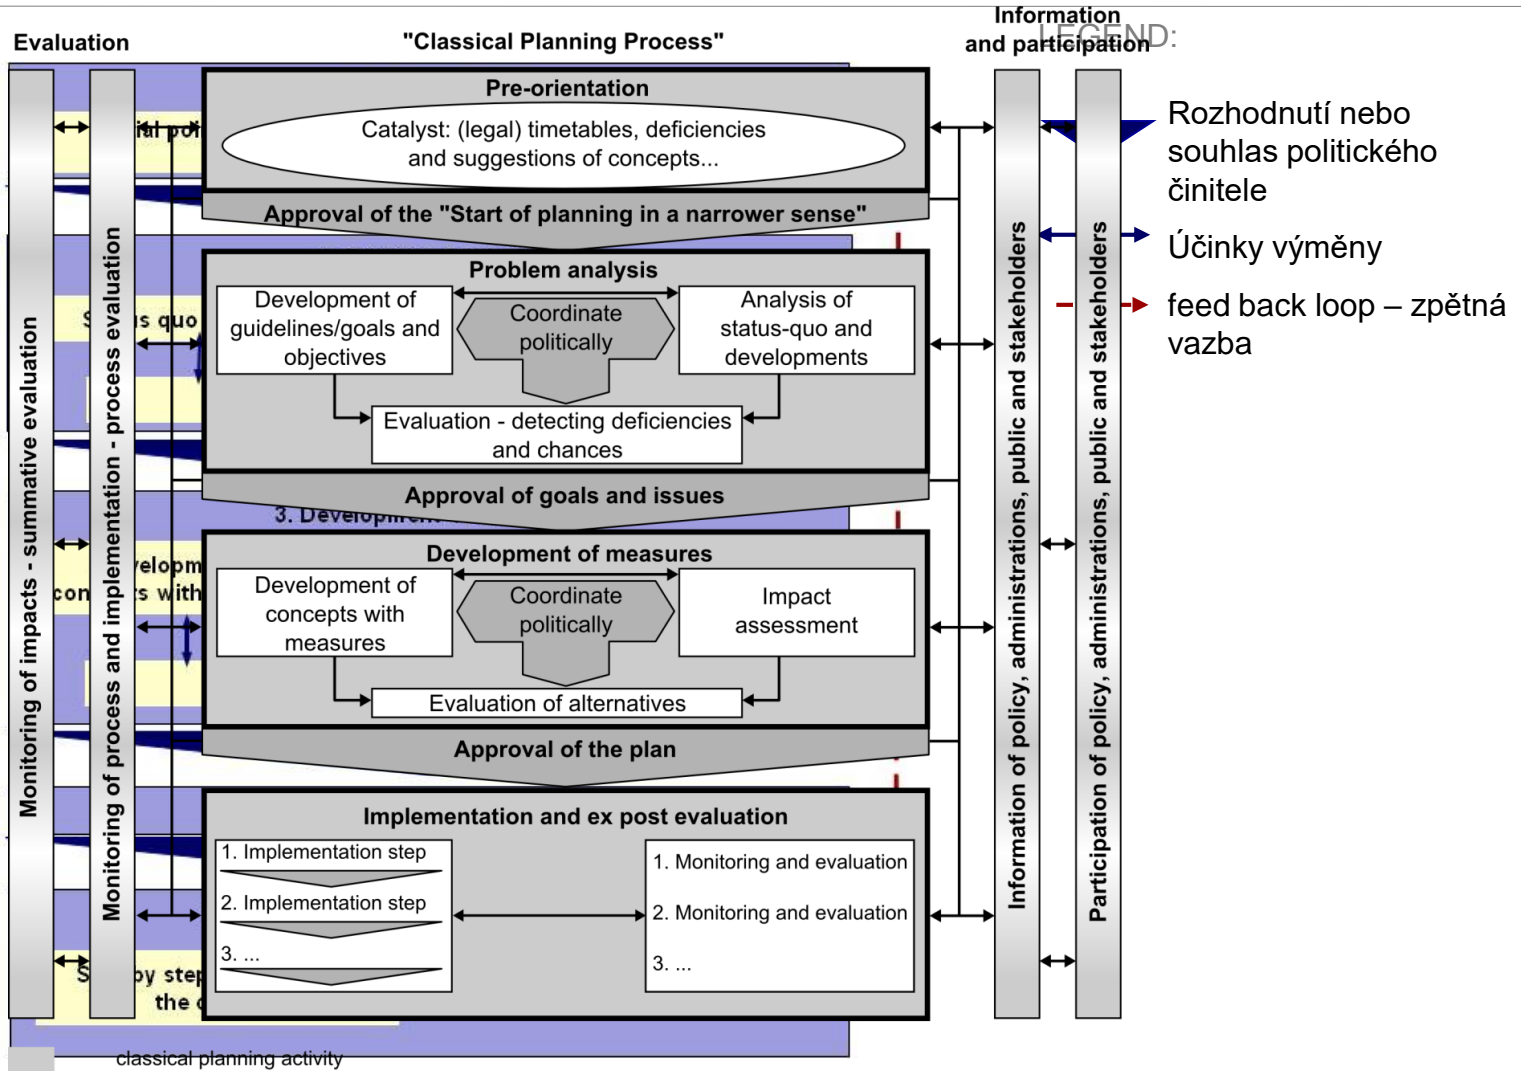 Evaluation
"Classical Planning Process"
Information
and participation
LEGEND:
Pre-orientation
Catalyst: (legal) timetables, deficiencies
and suggestions of concepts...
Approval of the "Start of planning in a narrower sense"
Problem analysis
Development of
guidelines/goals and
objectives
Coordinate
politically
Analysis of
status-quo and
developments
Evaluation - detecting deficiencies
and chances
Approval of goals and issues
3. Development
Development of measures
Development of
concepts with
measures
Coordinate
politically
Impact
assessment
Evaluation of alternatives
Approval of the plan
Implementation and ex post evaluation
1. Implementation step
2. Implementation step
3. ...
1. Monitoring and evaluation
2. Monitoring and evaluation
3. ...
Monitoring of impacts - summative evaluation
Monitoring of process and implementation - process evaluation
Information of policy, administrations, public and stakeholders
Participation of policy, administrations, public and stakeholders
quo
with
by step
the
classical planning activity
Rozhodnutí nebo
souhlas politického
činitele
Účinky výměny
feed back loop – zpětná
vazba